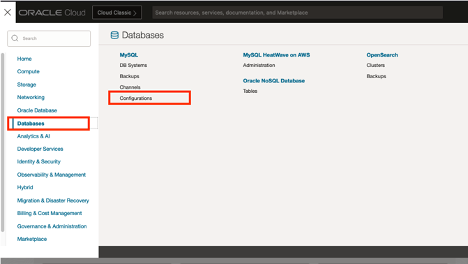 ORACLE Cloud
Cloud Classic >
Search resources, services, documentation, and Marketplace
Search
Home
Compute
Storage
Networking
Oracle Database
Databases
Analytics & AI
Developer Services
Identity & Security
Observability & Management
Hybrid
Migration & Disaster Recovery
Billing & Cost Management
Governance & Administration
Marketplace
Databases
MySQL
DB Systems
Backups
Channels
Configurations
MySQL HeatWave on AWS
Administration
Oracle NoSQL Database
Tables
OpenSearch
Clusters
Backups